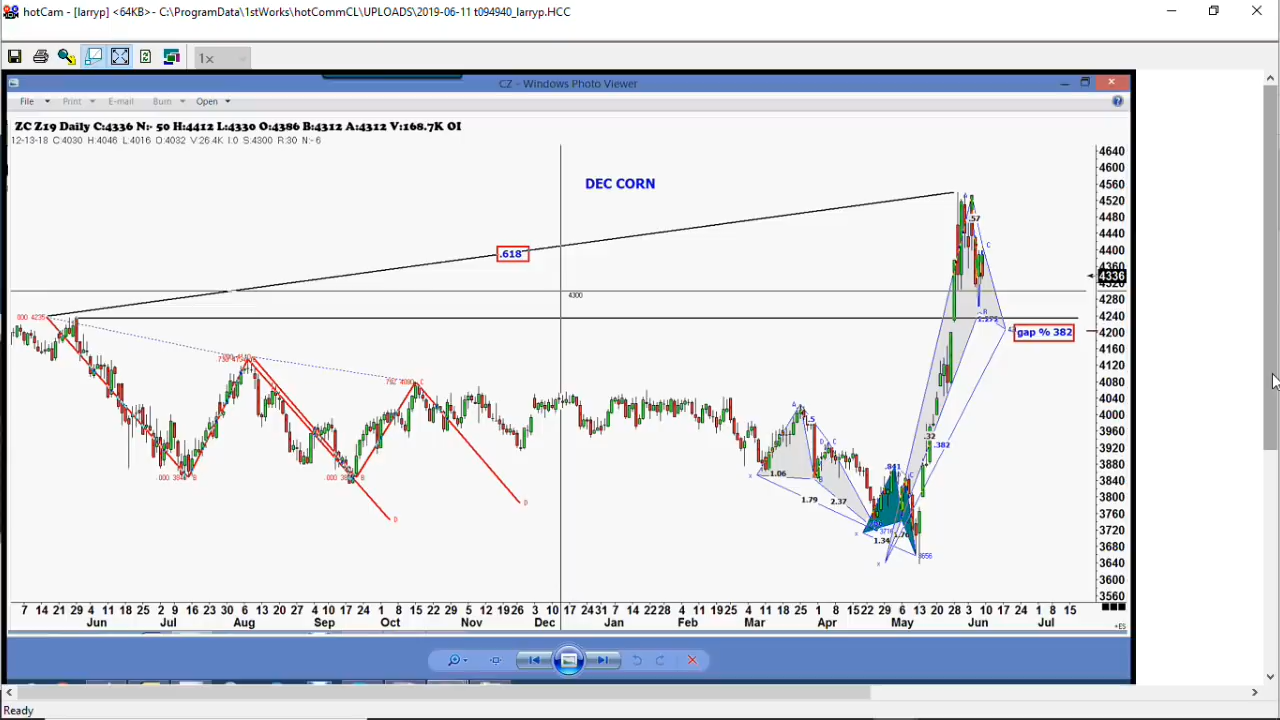 hotCam - [larryp] <64KB>- C:\ProgramData\1stWorks\hotCommCL\UPLOADS\2019-06-11 t094940_larryp.HCC
1x
CZ - Windows Photo Viewer
File Print E-mail Burn Open
ZC Z19 Daily C:4336 N:- 50 H:4412 L:4330 O:4386 B:4312 A:4312 V:168.7K OI
12-13-18 C:4030 H:4046 L:4016 O:4032 V:26.4K I:0 S:4300 R:30 N:-6
DEC CORN
4640
4600
4560
4520
4480
4440
4400
4360
4336
4320
4280
4240
4200
4160
4120
4080
4040
4000
3960
3920
3880
3840
3800
3760
3720
3680
3640
3600
3560
.618
.57
C
4300
gap % 382
B
A
.5
D C
.32
.382
.841
C
B
x
1.06
1.79
2.37
1.34
3656
x
x
B
B
D
D
C
7 14 21 29 4 11 18 25 2 9 16 23 30 6 13 20 27 4 10 17 24 1 8 15 22 29 5 12 19 26 3 10 17 24 31 7 14 22 28 4 11 19 25 4 11 18 25 1 8 15 22 29 6 13 20 28 3 10 17 24 1 8 15
Jun Jul Aug Sep Oct Nov Dec Jan Feb Mar Apr May Jun Jul
+ES
Ready